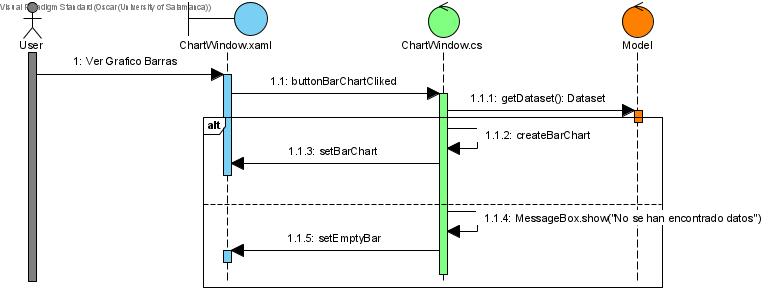 Visual Paradigm Standard (Oscar(University of Salamanca))
User
ChartWindow.xaml
ChartWindow.cs
Model
1: Ver Grafico Barras
1.1: buttonBarChartCliked
1.1.1: getDataset(): Dataset
alt
1.1.2: createBarChart
1.1.3: setBarChart
1.1.4: MessageBox.show("No se han encontrado datos")
1.1.5: setEmptyBar